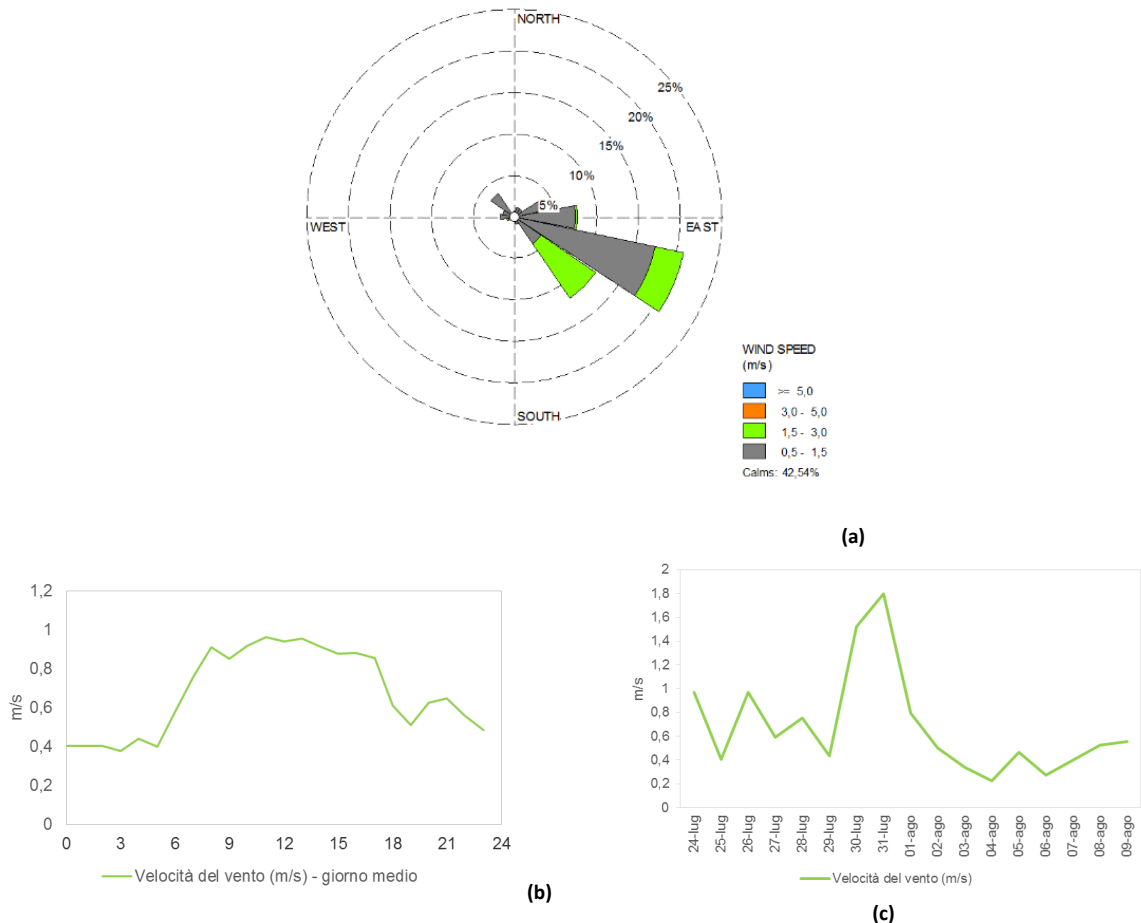 NORTH
25%
20%
15%
10%
5%
WEST
EAST
SOUTH
WIND SPEED
(m/s)
>= 5,0
3,0 - 5,0
1,5 - 3,0
0,5 - 1,5
Calms: 42,54%
(a)
1,2
1
0,8
0,6
0,4
0,2
0
m/s
0 3 6 9 12 15 18 21 24
Velocità del vento (m/s) - giorno medio
(b)
2
1,8
1,6
1,4
1,2
1
0,8
0,6
0,4
0,2
0
m/s
24-lug
25-lug
26-lug
27-lug
28-lug
29-lug
30-lug
31-lug
01-ago
02-ago
03-ago
04-ago
05-ago
06-ago
07-ago
08-ago
09-ago
Velocità del vento (m/s)
(c)